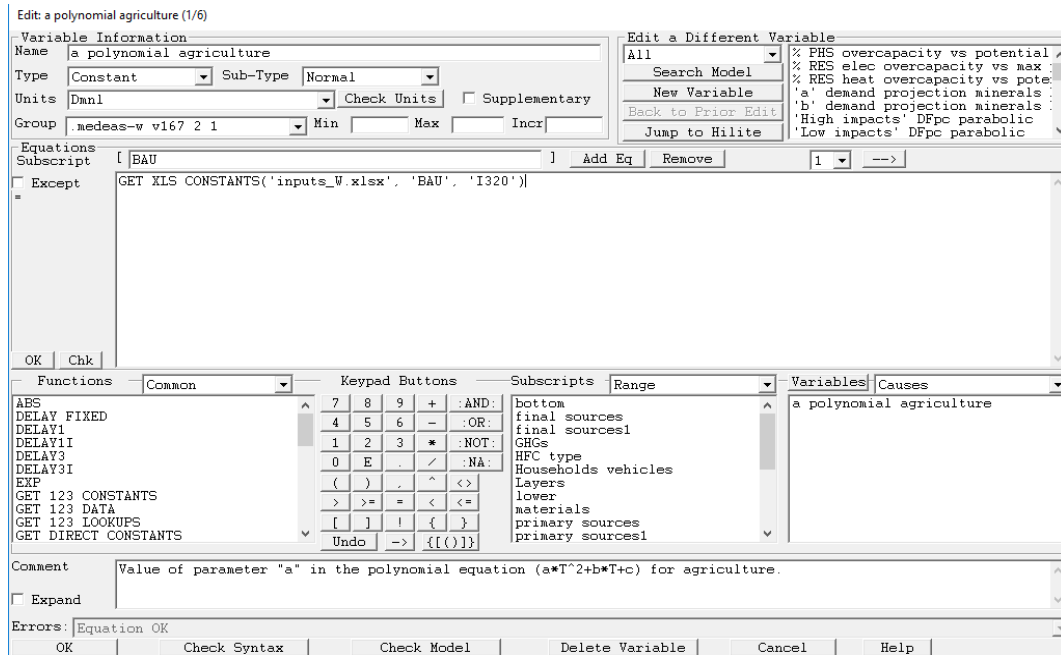 Edit: a polynomial agriculture (1/6)
Variable Information
Name a polynomial agriculture
Type Constant Sub-Type Normal
Units Dmnl Check Units Supplementary
Group .medeas-w v167 2 1 Min Max Incr
Edit a Different Variable
All
Search Model
New Variable
Back to Prior Edit
Jump to Hilite
% PHS overcapacity vs potential
% RES elec overcapacity vs max
% RES heat overcapacity vs pote
'a' demand projection minerals
'b' demand projection minerals
'High impacts' DFpc parabolic
'Low impacts' DFpc parabolic
Equations
Subscript [ BAU ] Add Eq Remove 1 -->
Except
=
GET XLS CONSTANTS('inputs_W.xlsx', 'BAU', 'I320')
OK Chk
Functions Common
ABS
DELAY FIXED
DELAY1
DELAY1I
DELAY3
DELAY3I
EXP
GET 123 CONSTANTS
GET 123 DATA
GET 123 LOOKUPS
GET DIRECT CONSTANTS
Keypad Buttons
7 8 9 + :AND:
4 5 6 - :OR:
1 2 3 * :NOT:
0 E . / :NA:
( ) , ^ <>
> >= = < <=
[ ] ! { }
Undo -> {[()]}
Subscripts Range
bottom
final sources
final sources1
GHGs
HFC type
Households vehicles
Layers
lower
materials
primary sources
primary sources1
Variables Causes
a polynomial agriculture
Comment
Value of parameter "a" in the polynomial equation (a*T^2+b*T+c) for agriculture.
Expand
Errors: Equation OK
OK Check Syntax Check Model Delete Variable Cancel Help